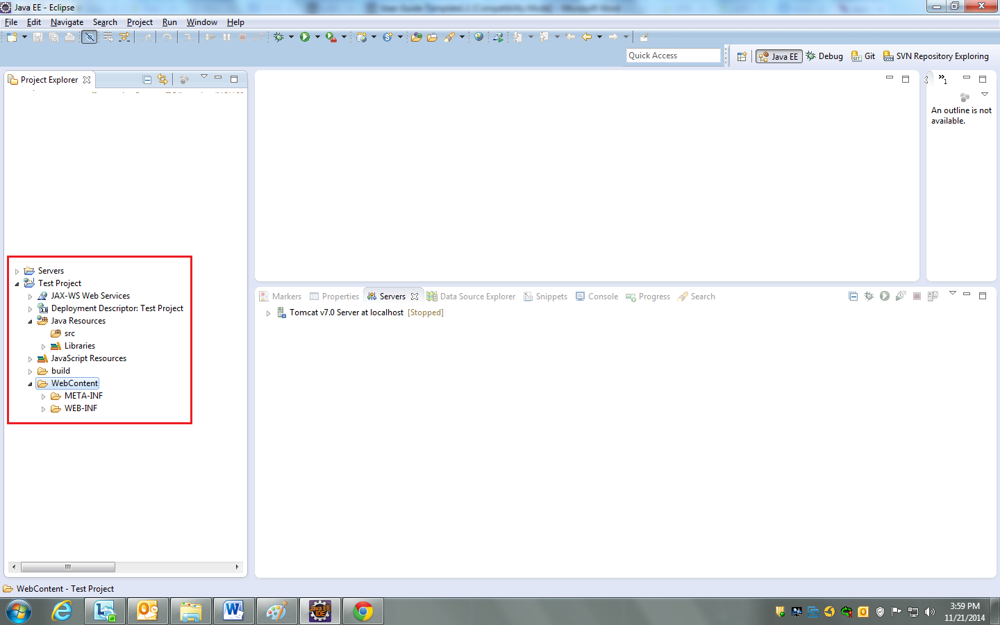 Java EE - Eclipse
File Edit Navigate Search Project Run Window Help
Quick Access
Java EE Debug Git SVN Repository Exploring
Project Explorer
1
An outline is not
available.
Servers
Test Project
JAX-WS Web Services
Deployment Descriptor: Test Project
Java Resources
src
Libraries
JavaScript Resources
build
WebContent
META-INF
WEB-INF
Markers Properties Servers Data Source Explorer Snippets Console Progress Search
Tomcat v7.0 Server at localhost [Stopped]
WebContent - Test Project
Java EE
IDE
3:59 PM
11/21/2014